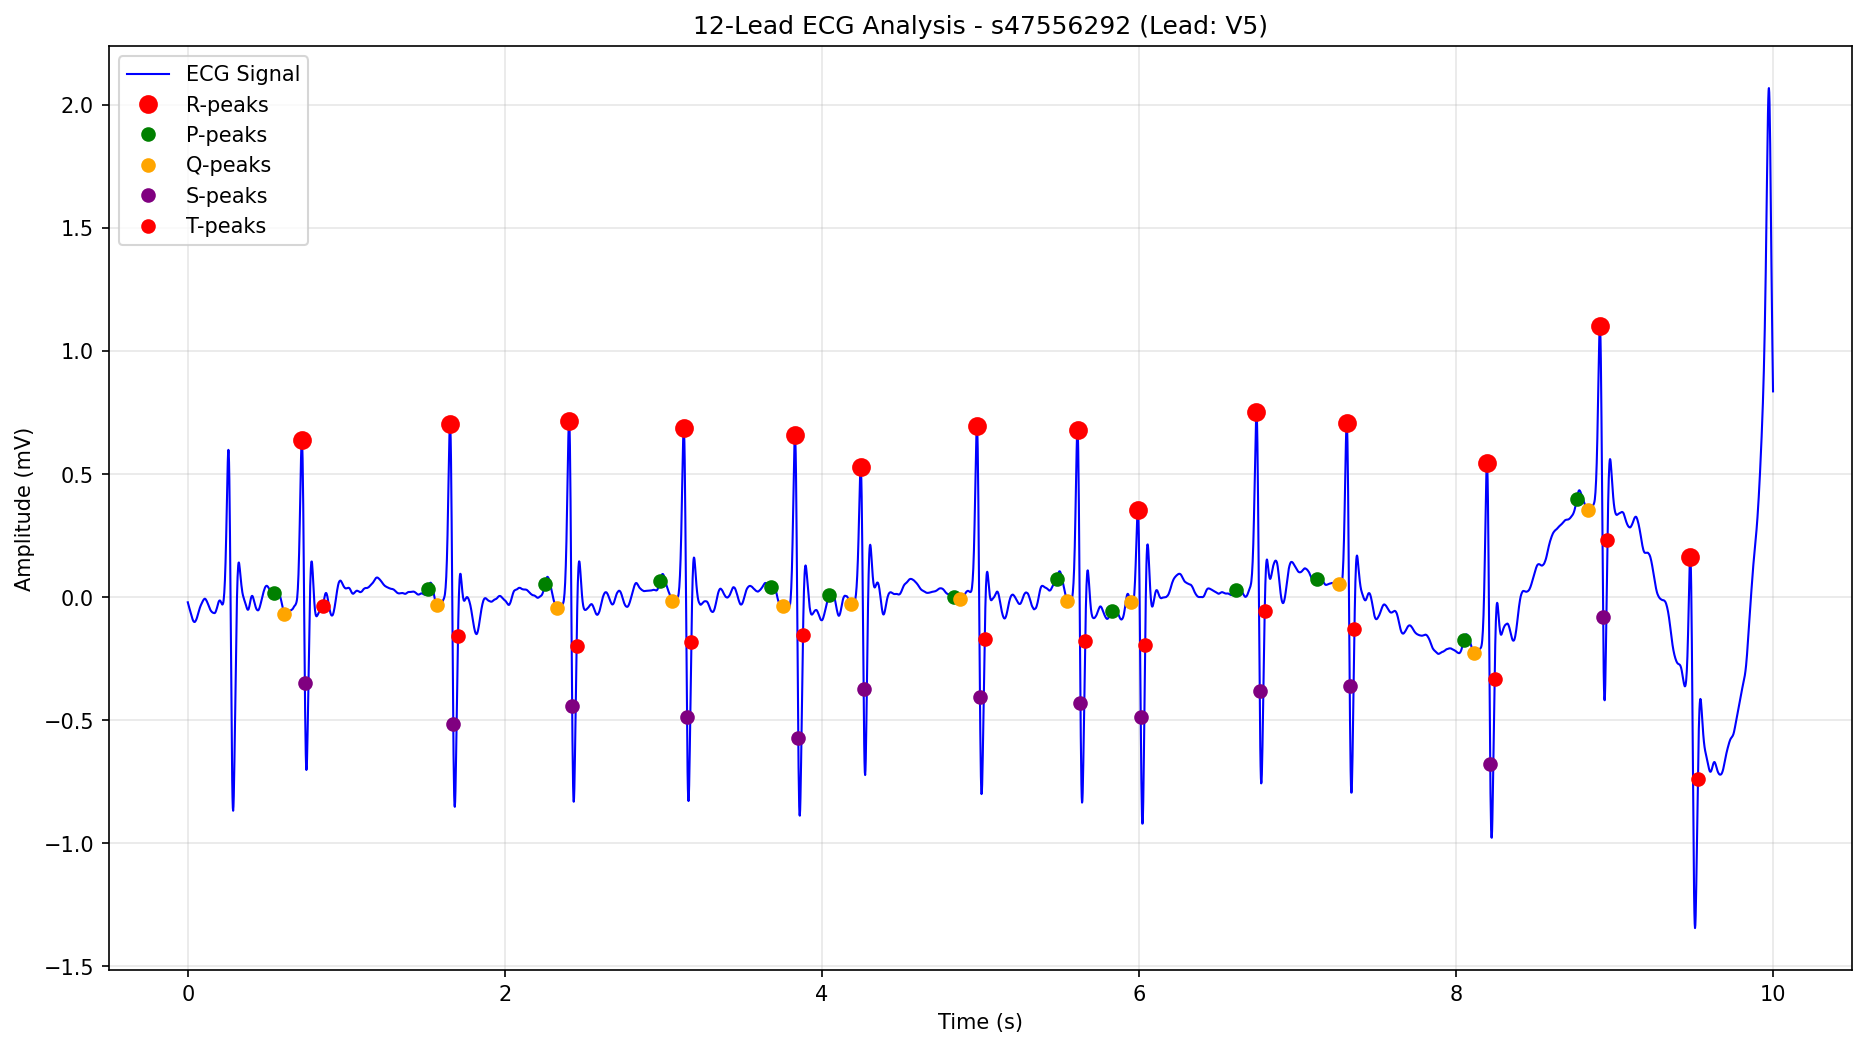 12-Lead ECG Analysis - s47556292 (Lead: V5)
ECG Signal
R-peaks
P-peaks
Q-peaks
S-peaks
T-peaks
Amplitude (mV)
2.0
1.5
1.0
0.5
0.0
−0.5
−1.0
−1.5
0 2 4 6 8 10
Time (s)